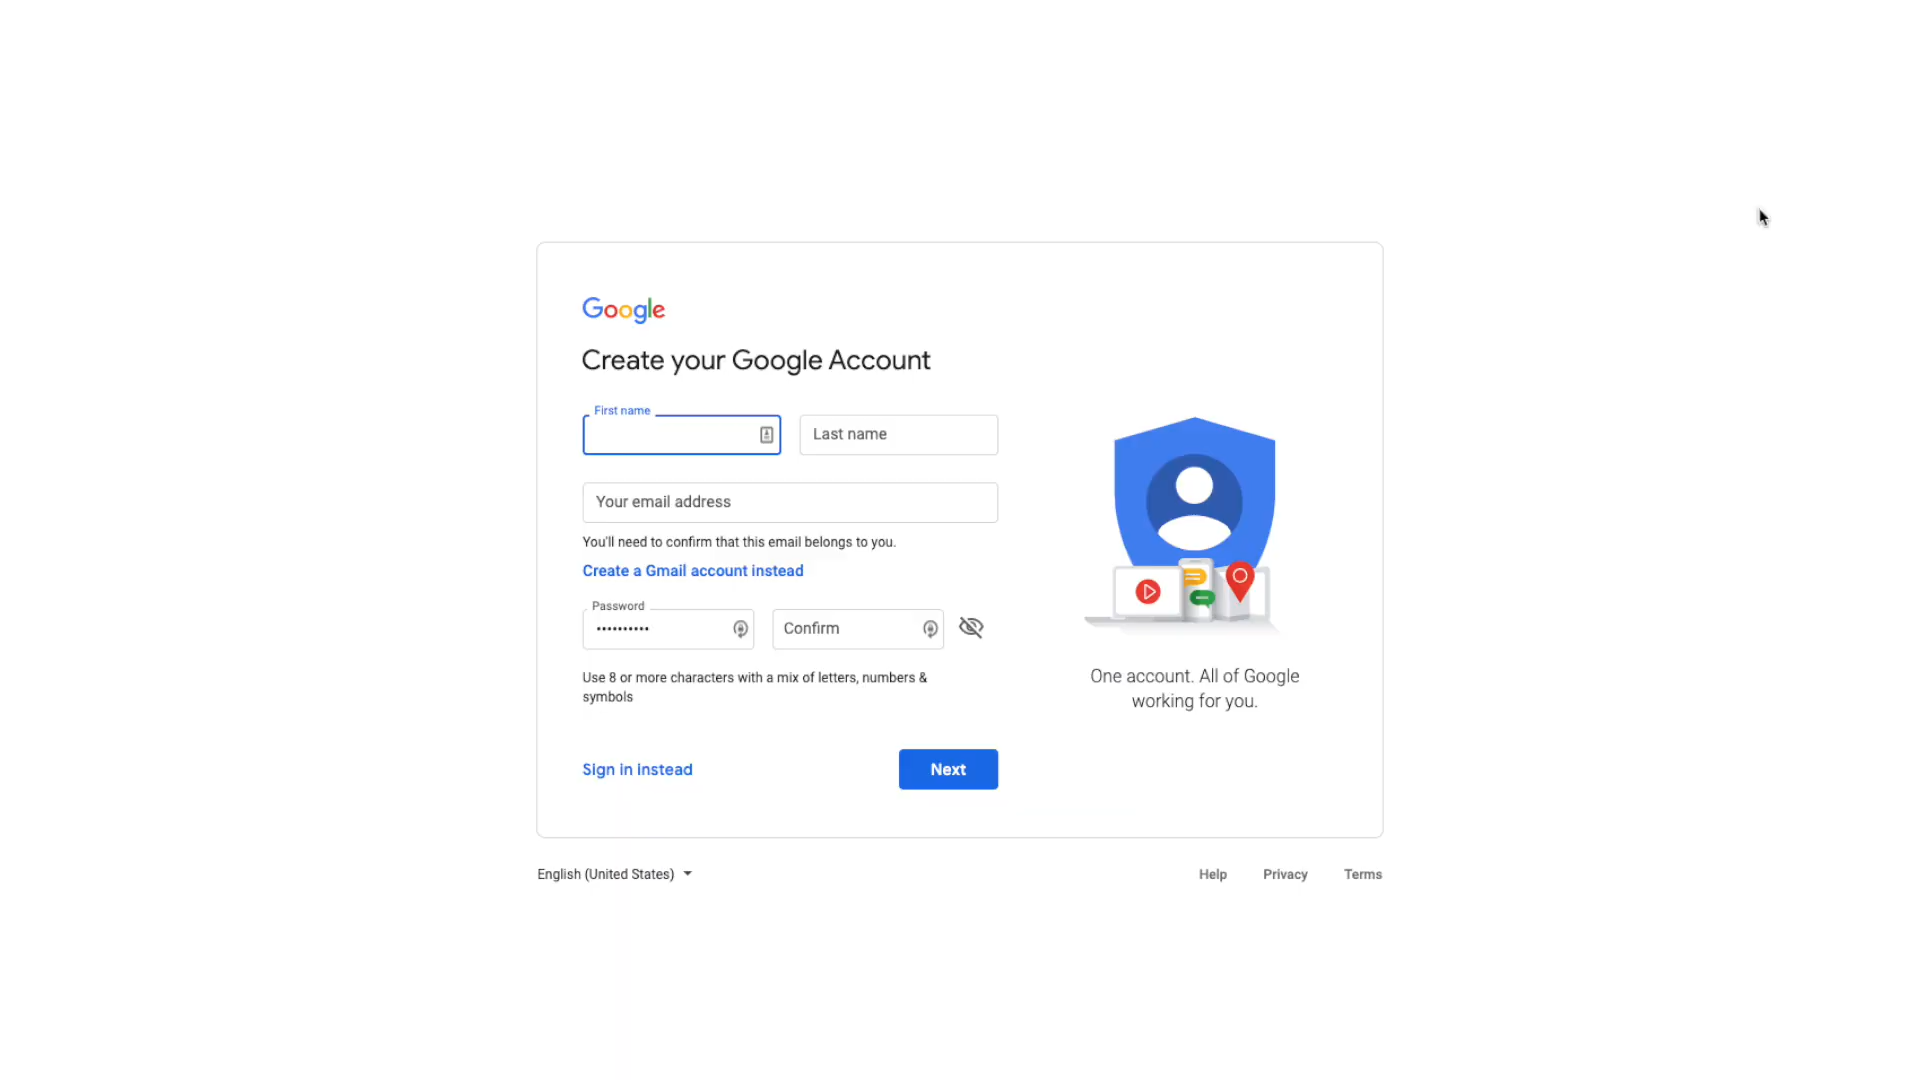 Google
Create your Google Account
First name
Last name
Your email address
You'll need to confirm that this email belongs to you.
Create a Gmail account instead
Password
••••••••••
Confirm
Use 8 or more characters with a mix of letters, numbers &
symbols
One account. All of Google
working for you.
Sign in instead
Next
English (United States)
Help
Privacy
Terms